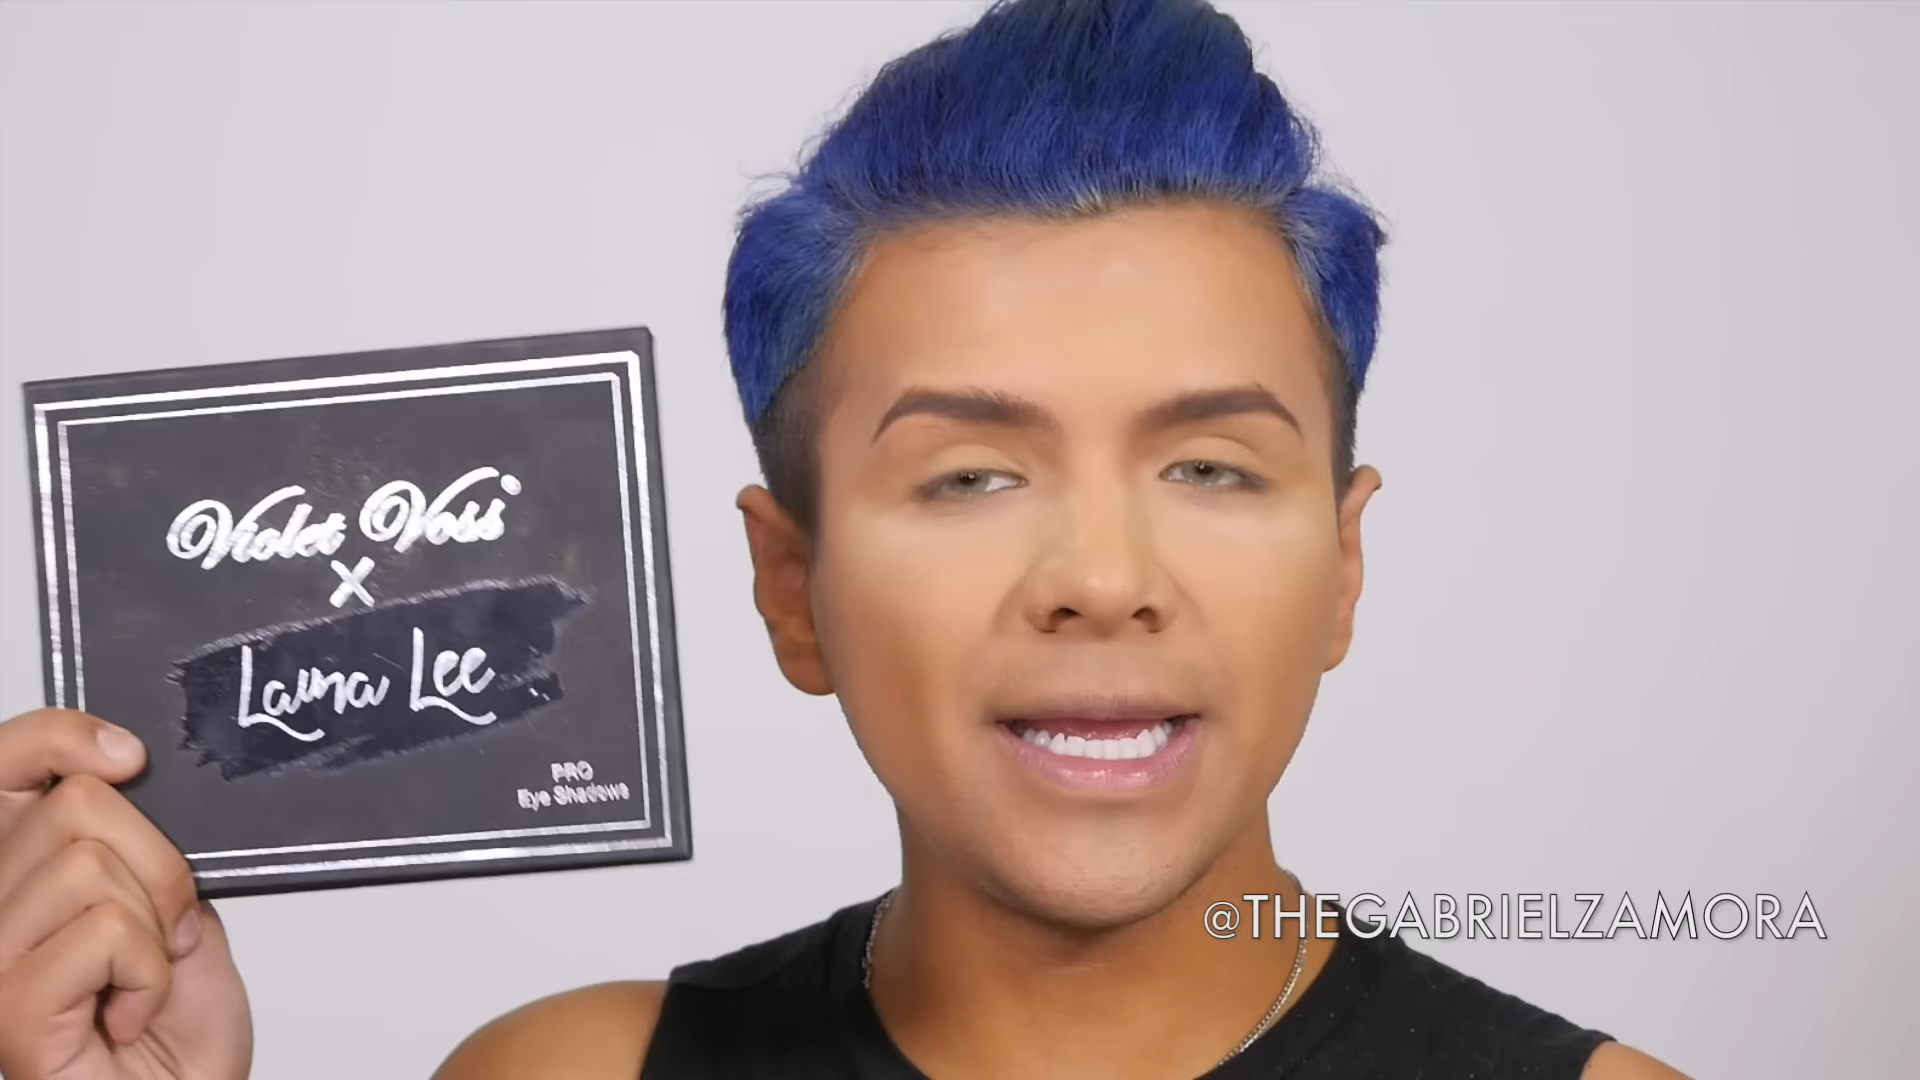 Violet Voss
X
Laura Lee
PRO
Eye Shadows
@THEGABRIELZAMORA